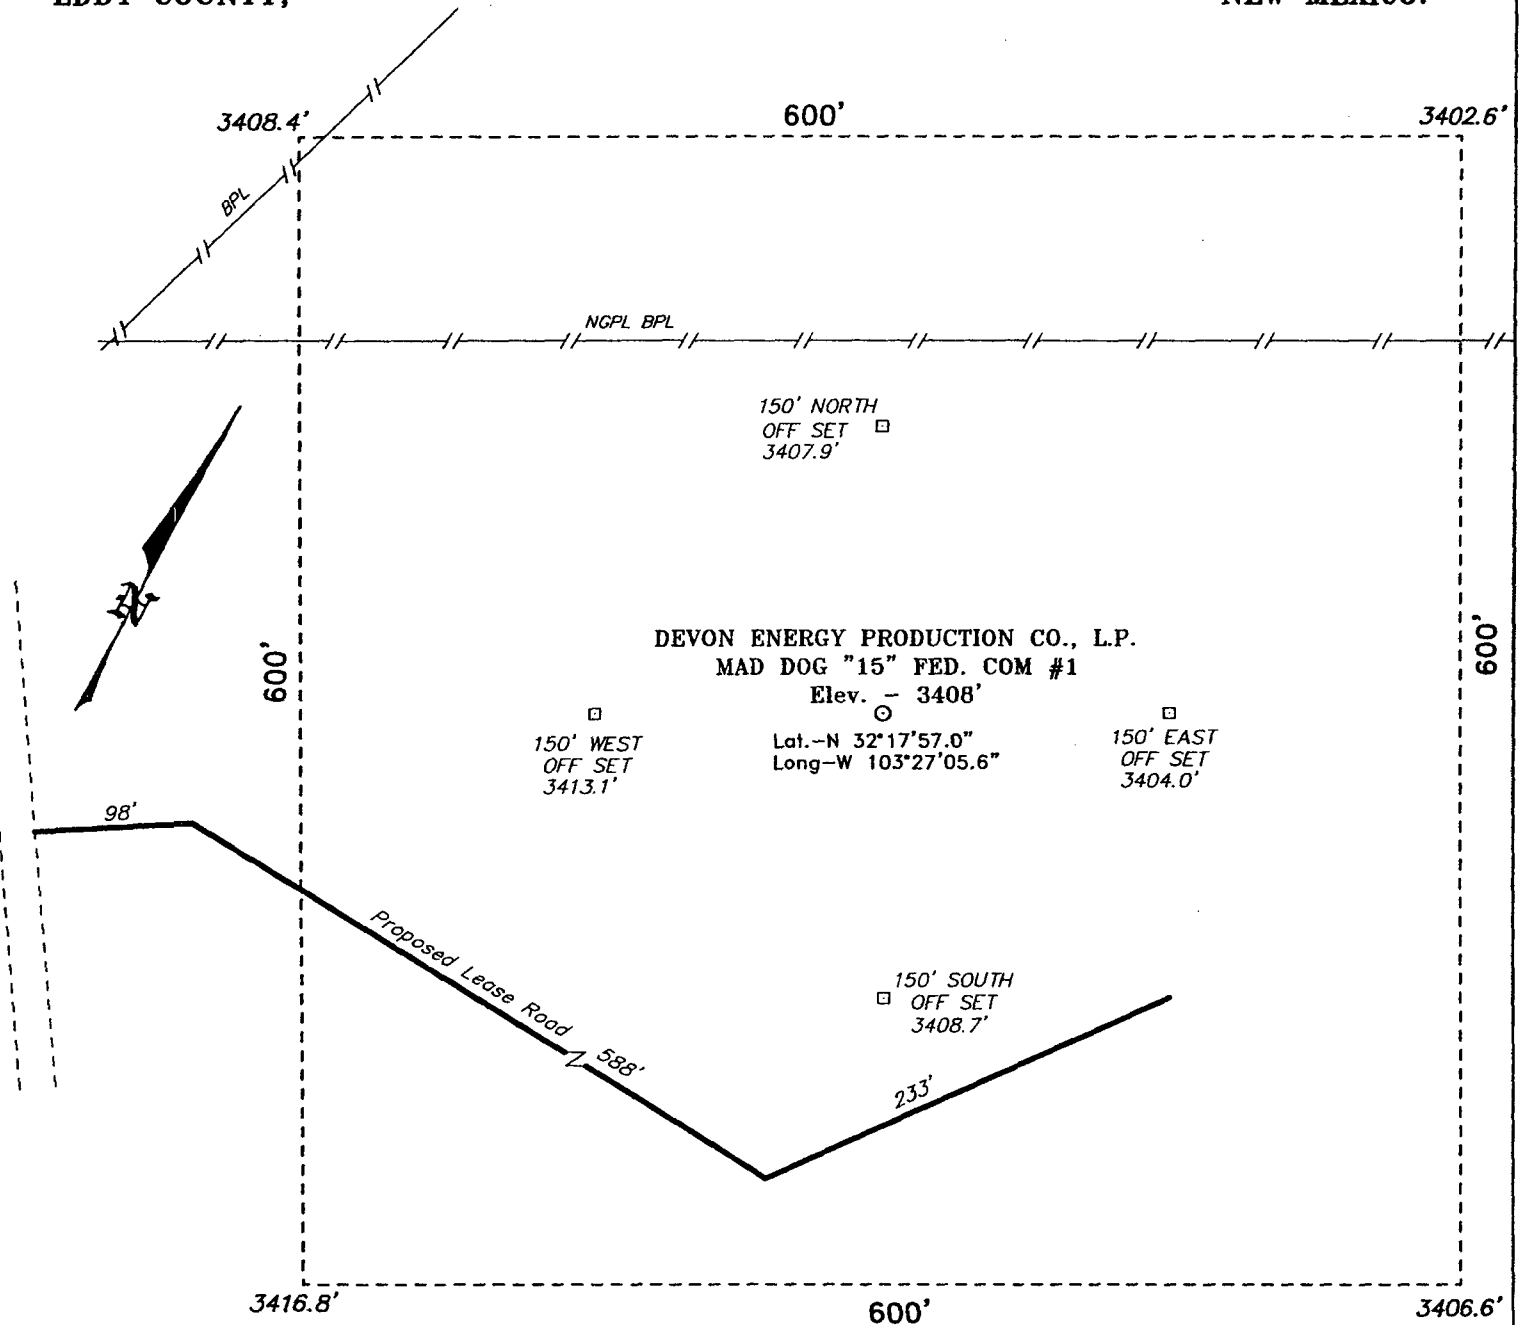 EDDY COUNTY, NEW MEXICO.
3408.4' 600' 3402.6'
BPL
NGPL BPL
150' NORTH
OFF SET
3407.9'
N
600'
600'
DEVON ENERGY PRODUCTION CO., L.P.
MAD DOG "15" FED. COM #1
Elev. - 3408'
Lat.-N 32°17'57.0"
Long-W 103°27'05.6"
150' WEST
OFF SET
3413.1'
150' EAST
OFF SET
3404.0'
98'
Proposed Lease Road
588'
150' SOUTH
OFF SET
3408.7'
233'
3416.8' 600' 3406.6'